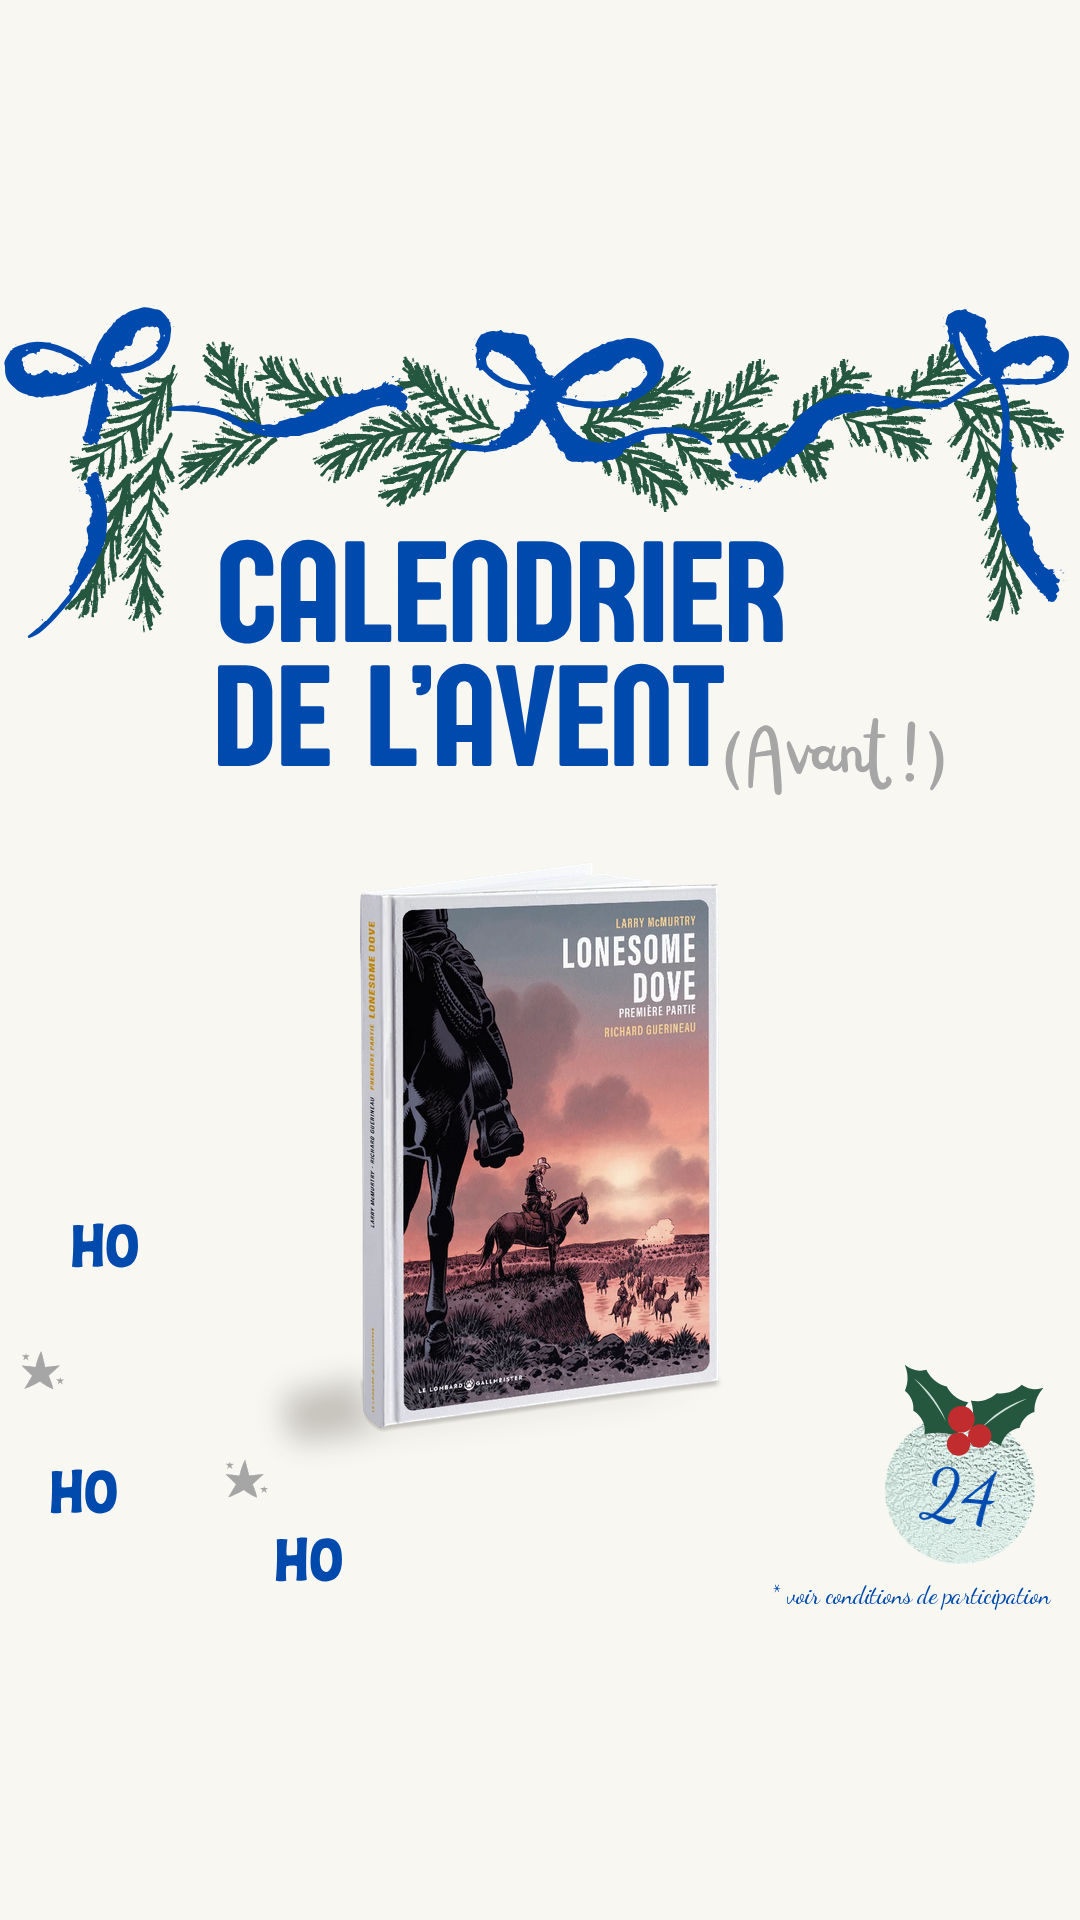 CALENDRIER
DE L'AVENT
(Avant !)
LARRY McMURTRY
LONESOME
DOVE
PREMIÈRE PARTIE
RICHARD GUERINEAU
LARRY McMURTRY - RICHARD GUERINEAU PREMIÈRE PARTIE LONESOME DOVE
LE LOMBARD GALLMEISTER
HO
HO
HO
24
* voir conditions de participation